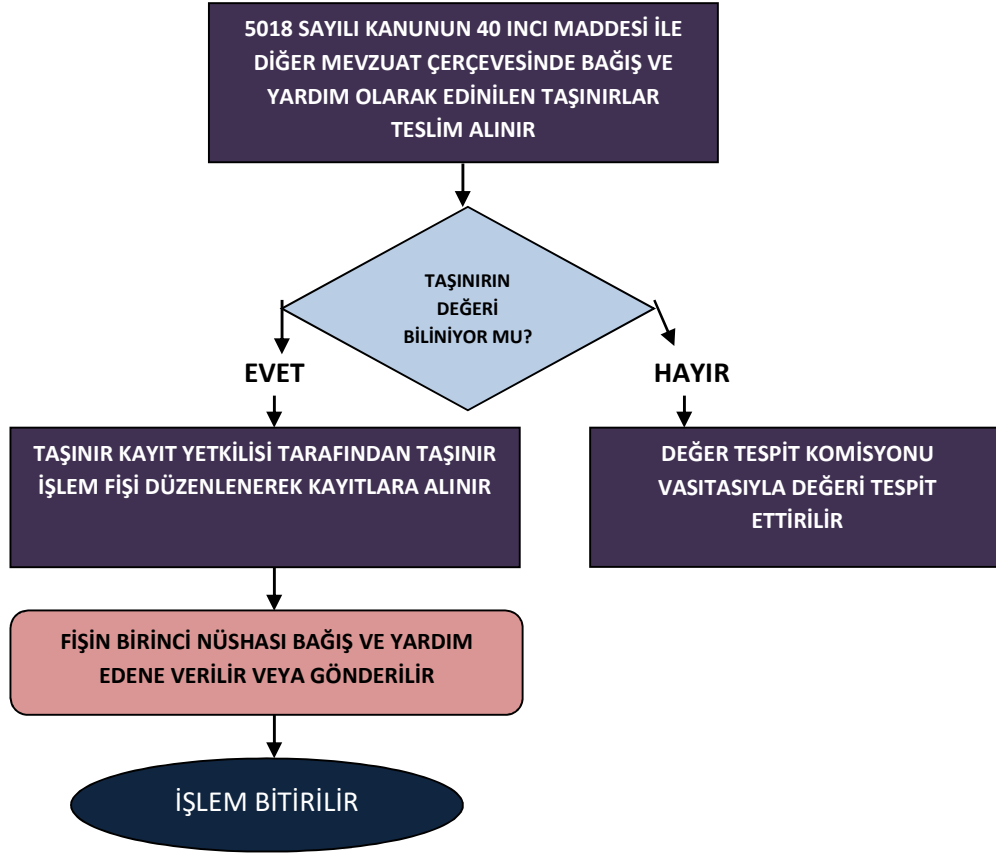 5018 SAYILI KANUNUN 40 INCI MADDESİ İLE
DİĞER MEVZUAT ÇERÇEVESİNDE BAĞIŞ VE
YARDIM OLARAK EDİNİLEN TAŞINIRLAR
TESLİM ALINIR
TAŞINIRIN
DEĞERİ
BİLİNİYOR MU?
EVET
HAYIR
TAŞINIR KAYIT YETKİLİSİ TARAFINDAN TAŞINIR
İŞLEM FİŞİ DÜZENLENEREK KAYITLARA ALINIR
DEĞER TESPİT KOMİSYONU
VASITASIYLA DEĞERİ TESPİT
ETTİRİLİR
FİŞİN BİRİNCİ NÜSHASI BAĞIŞ VE YARDIM
EDENE VERİLİR VEYA GÖNDERİLİR
İŞLEM BİTİRİLİR